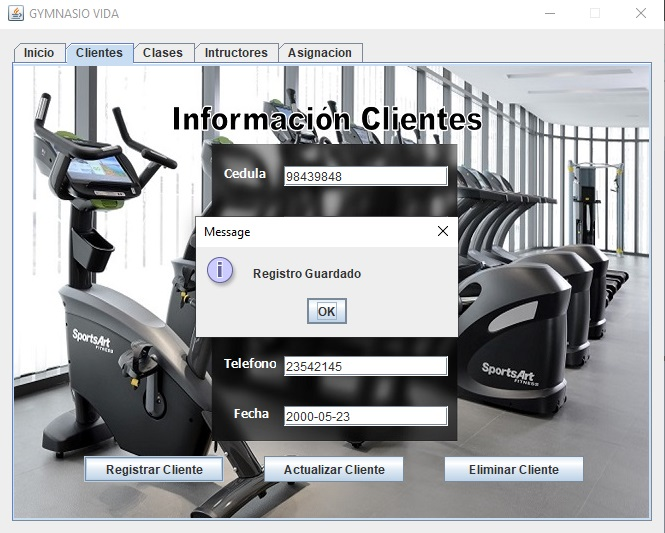 GYMNASIO VIDA
Inicio
Clientes
Clases
Intructores
Asignacion
Información Clientes
Cedula
98439848
Message
Registro Guardado
OK
Telefono
23542145
Fecha
2000-05-23
SportsArt
FITNESS
SportsArt
FITNESS
Registrar Cliente
Actualizar Cliente
Eliminar Cliente